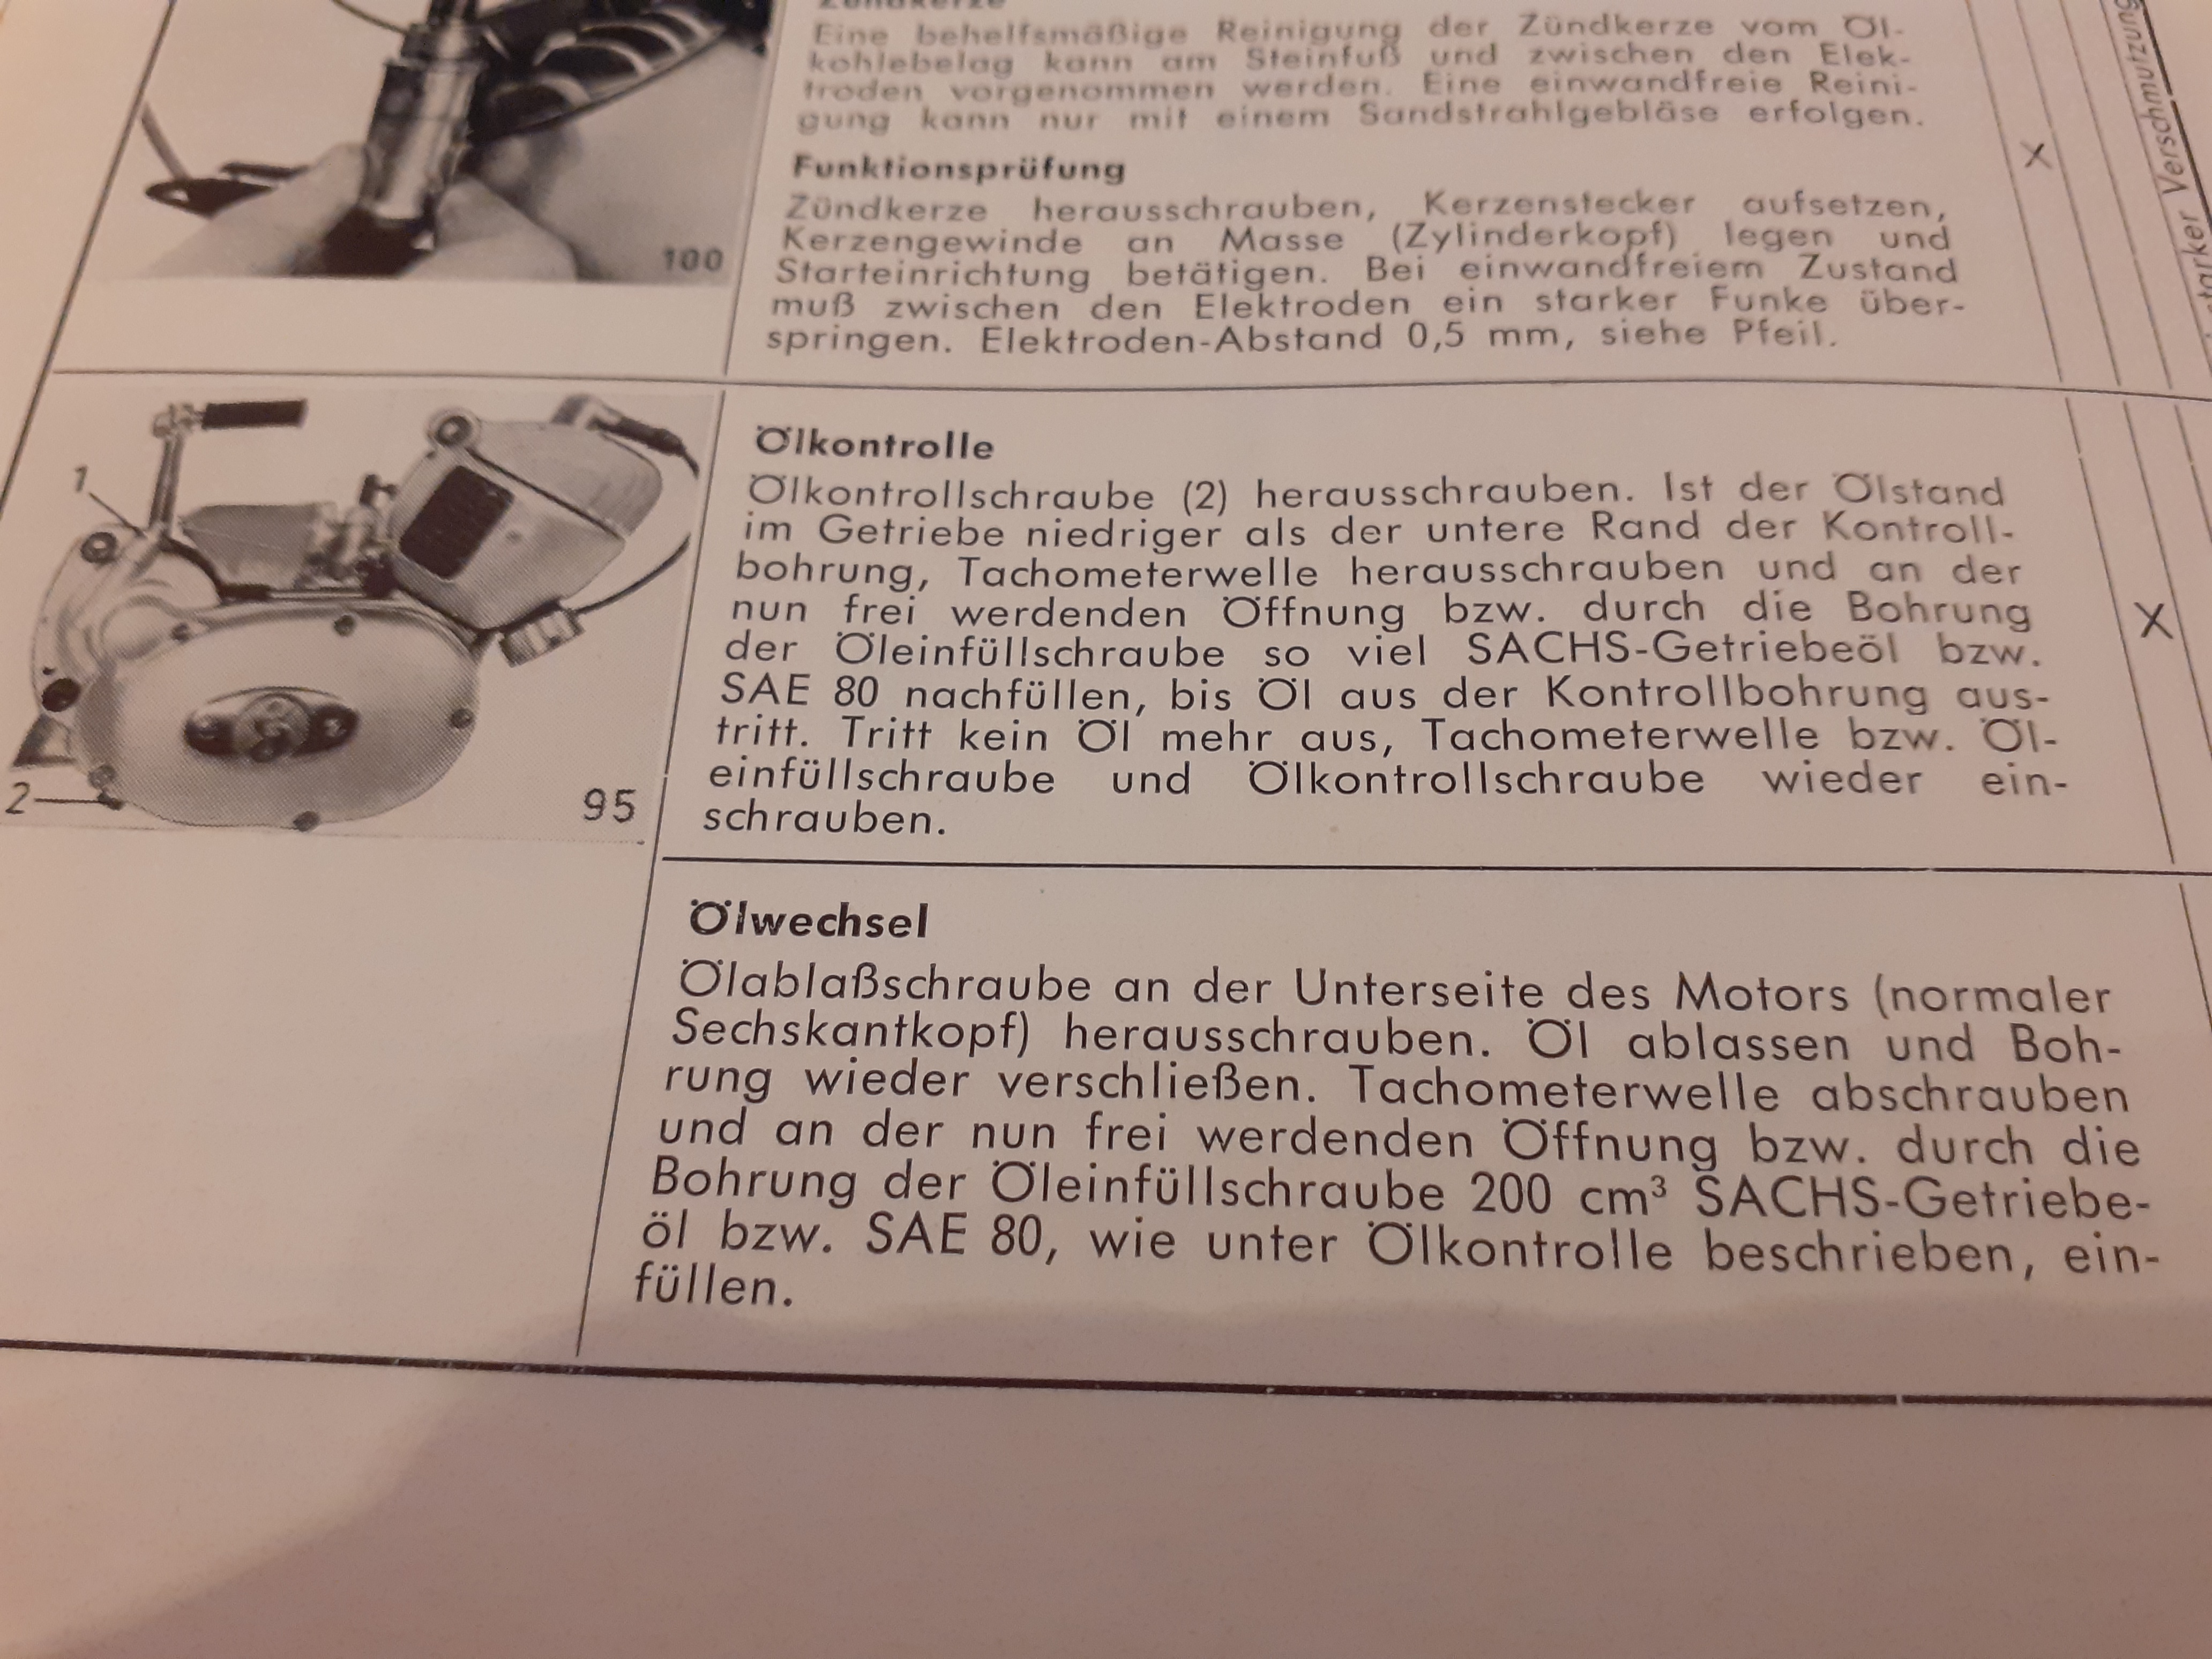 Zündkerze
Eine behelfsmäßige Reinigung der Zündkerze vom Öl-
kohlebelag kann am Steinfuß und zwischen den Elek-
troden vorgenommen werden. Eine einwandfreie Reini-
gung kann nur mit einem Sandstrahlgebläse erfolgen.
Funktionsprüfung
Zündkerze herausschrauben, Kerzenstecker aufsetzen,
Kerzengewinde an Masse (Zylinderkopf) legen und
Starteinrichtung betätigen. Bei einwandfreiem Zustand
muß zwischen den Elektroden ein starker Funke über-
springen. Elektroden-Abstand 0,5 mm, siehe Pfeil.
100
X
starker Verschmutzung
1
2
95
Ölkontrolle
Ölkontrollschraube (2) herausschrauben. Ist der Ölstand
im Getriebe niedriger als der untere Rand der Kontroll-
bohrung, Tachometerwelle herausschrauben und an der
nun frei werdenden Öffnung bzw. durch die Bohrung
der Öleinfüllschraube so viel SACHS-Getriebeöl bzw.
SAE 80 nachfüllen, bis Öl aus der Kontrollbohrung aus-
tritt. Tritt kein Öl mehr aus, Tachometerwelle bzw. Öl-
einfüllschraube und Ölkontrollschraube wieder ein-
schrauben.
X
Ölwechsel
Ölablaßschraube an der Unterseite des Motors (normaler
Sechskantkopf) herausschrauben. Öl ablassen und Boh-
rung wieder verschließen. Tachometerwelle abschrauben
und an der nun frei werdenden Öffnung bzw. durch die
Bohrung der Öleinfüllschraube 200 cm³ SACHS-Getriebe-
öl bzw. SAE 80, wie unter Ölkontrolle beschrieben, ein-
füllen.